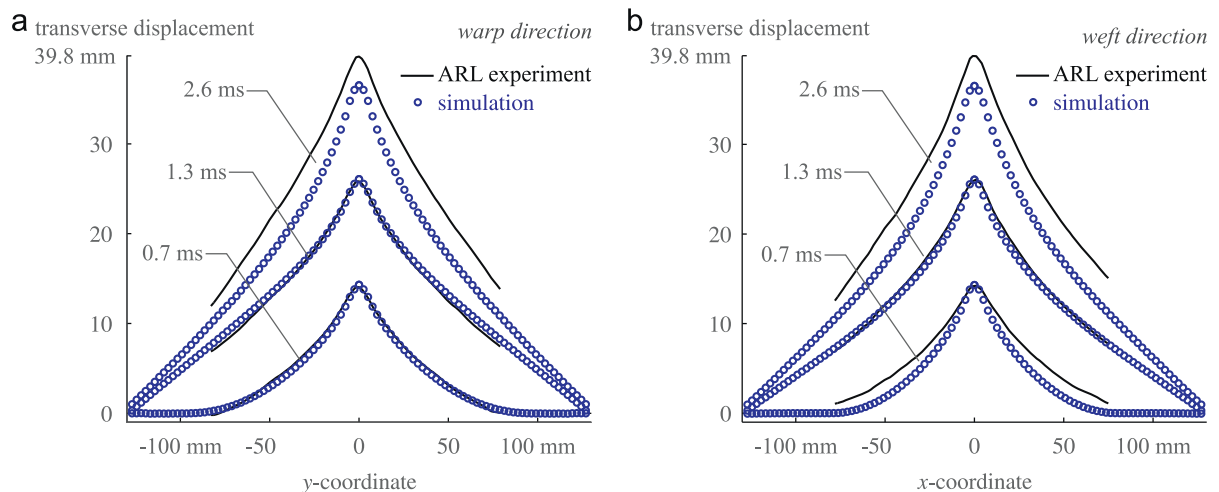 a
transverse displacement
39.8 mm
warp direction
ARL experiment
simulation
2.6 ms
30
1.3 ms
20
0.7 ms
10
0
-100 mm
-50
0
50
100 mm
y-coordinate
b
transverse displacement
39.8 mm
weft direction
ARL experiment
simulation
2.6 ms
30
1.3 ms
20
0.7 ms
10
0
-100 mm
-50
0
50
100 mm
x-coordinate